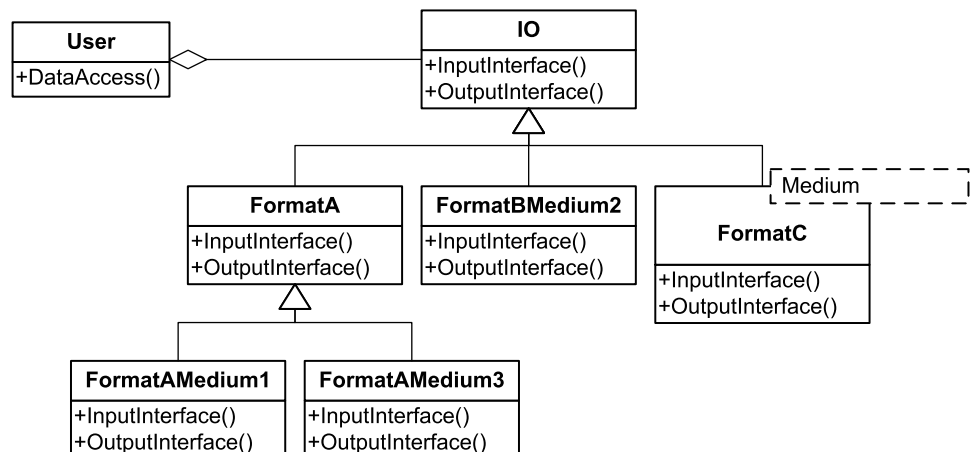 User
+DataAccess()
IO
+InputInterface()
+OutputInterface()
FormatA
+InputInterface()
+OutputInterface()
FormatBMedium2
+InputInterface()
+OutputInterface()
Medium
FormatC
+InputInterface()
+OutputInterface()
FormatAMedium1
+InputInterface()
+OutputInterface()
FormatAMedium3
+InputInterface()
+OutputInterface()